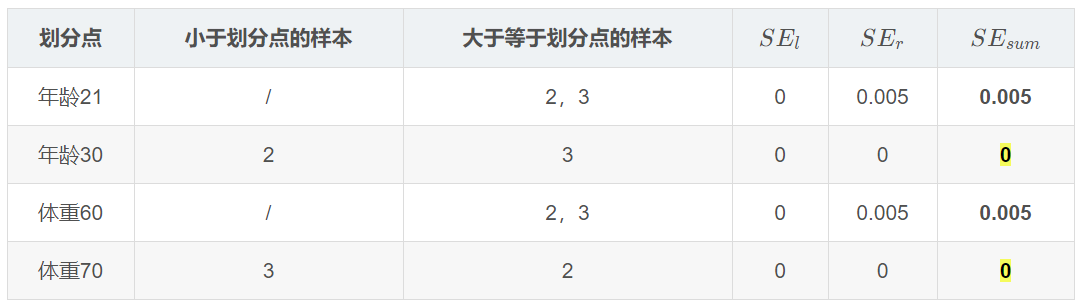 划分点 小于划分点的样本 大于等于划分点的样本 SE_l SE_r SE_sum
年龄21 / 2，3 0 0.005 0.005
年龄30 2 3 0 0 0
体重60 / 2，3 0 0.005 0.005
体重70 3 2 0 0 0